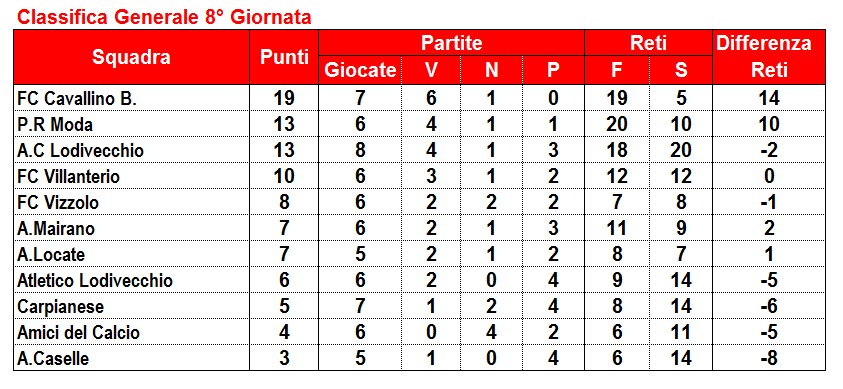 Classifica Generale 8° Giornata
Squadra Punti Partite Reti Differenza Reti
Giocate V N P F S
FC Cavallino B. 19 7 6 1 0 19 5 14
P.R Moda 13 6 4 1 1 20 10 10
A.C Lodivecchio 13 8 4 1 3 18 20 -2
FC Villanterio 10 6 3 1 2 12 12 0
FC Vizzolo 8 6 2 2 2 7 8 -1
A.Mairano 7 6 2 1 3 11 9 2
A.Locate 7 5 2 1 2 8 7 1
Atletico Lodivecchio 6 6 2 0 4 9 14 -5
Carpianese 5 7 1 2 4 8 14 -6
Amici del Calcio 4 6 0 4 2 6 11 -5
A.Caselle 3 5 1 0 4 6 14 -8